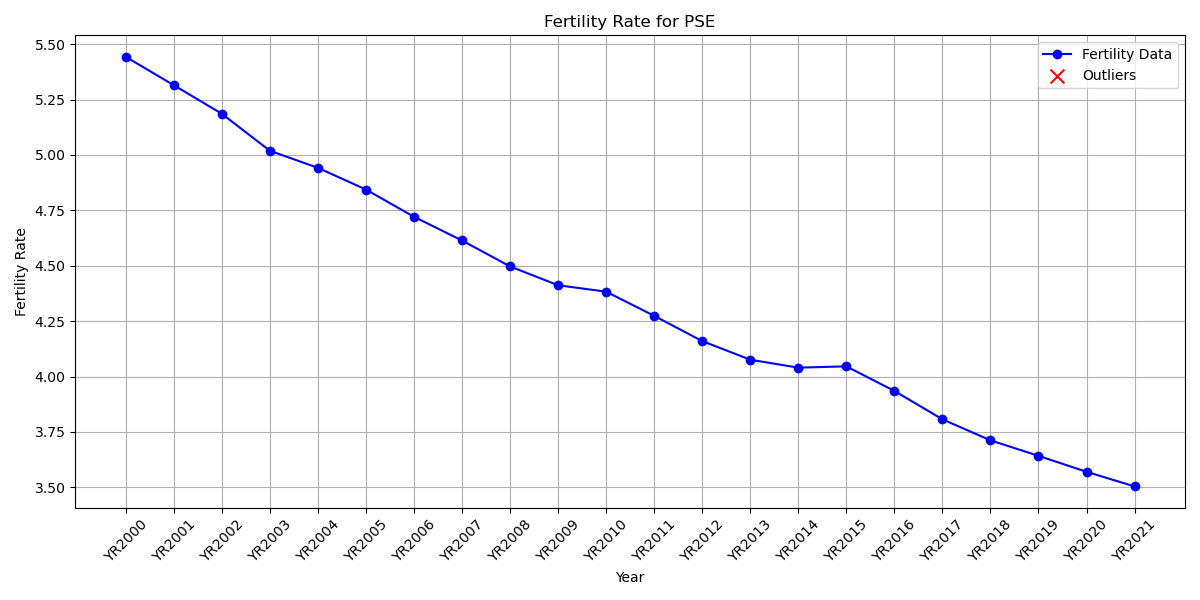 Fertility Rate for PSE
Fertility Data
Outliers
Fertility Rate
5.50
5.25
5.00
4.75
4.50
4.25
4.00
3.75
3.50
YR2000
YR2001
YR2002
YR2003
YR2004
YR2005
YR2006
YR2007
YR2008
YR2009
YR2010
YR2011
YR2012
YR2013
YR2014
YR2015
YR2016
YR2017
YR2018
YR2019
YR2020
YR2021
Year